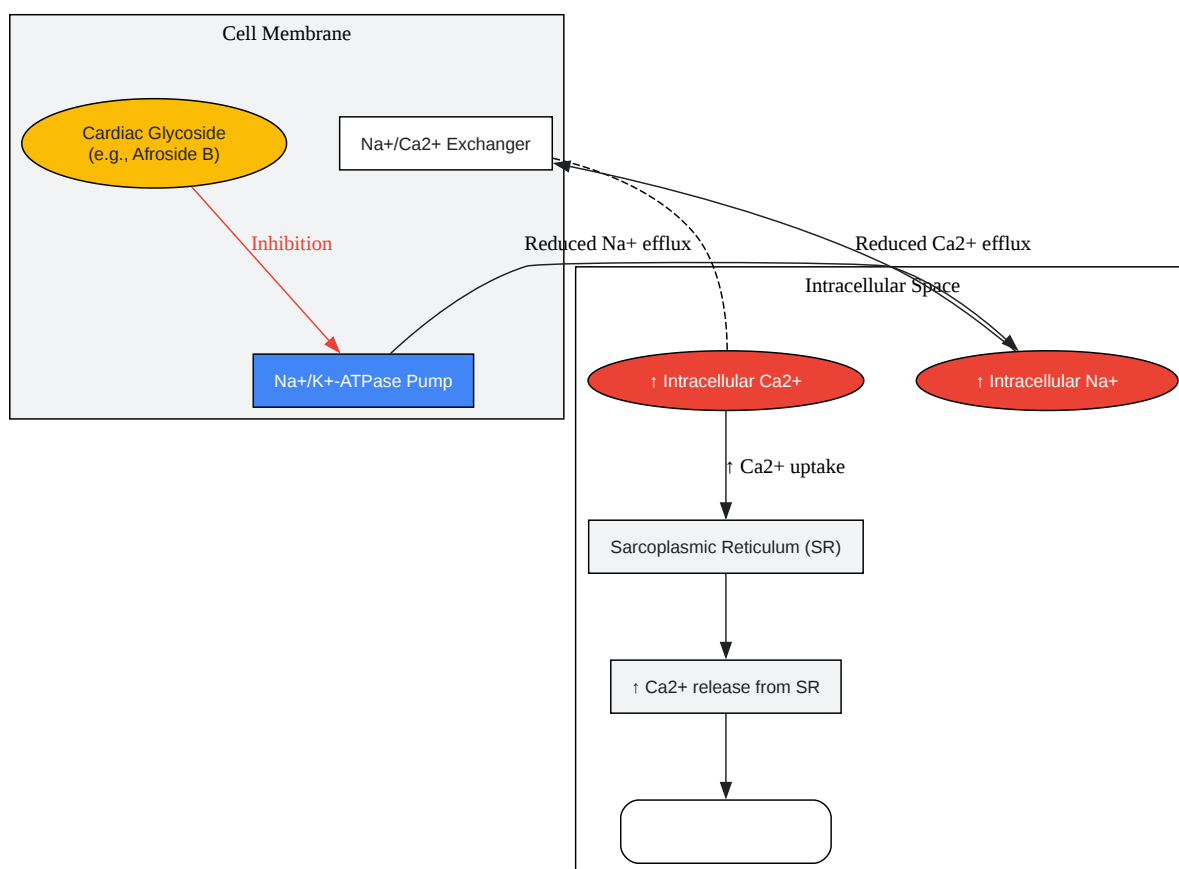 Cell Membrane
Cardiac Glycoside
(e.g., Afroside B)
Na+/Ca2+ Exchanger
Inhibition
Reduced Na+ efflux
Reduced Ca2+ efflux
Intracellular Space
Na+/K+-ATPase Pump
↑ Intracellular Ca2+
↑ Intracellular Na+
↑ Ca2+ uptake
Sarcoplasmic Reticulum (SR)
↑ Ca2+ release from SR